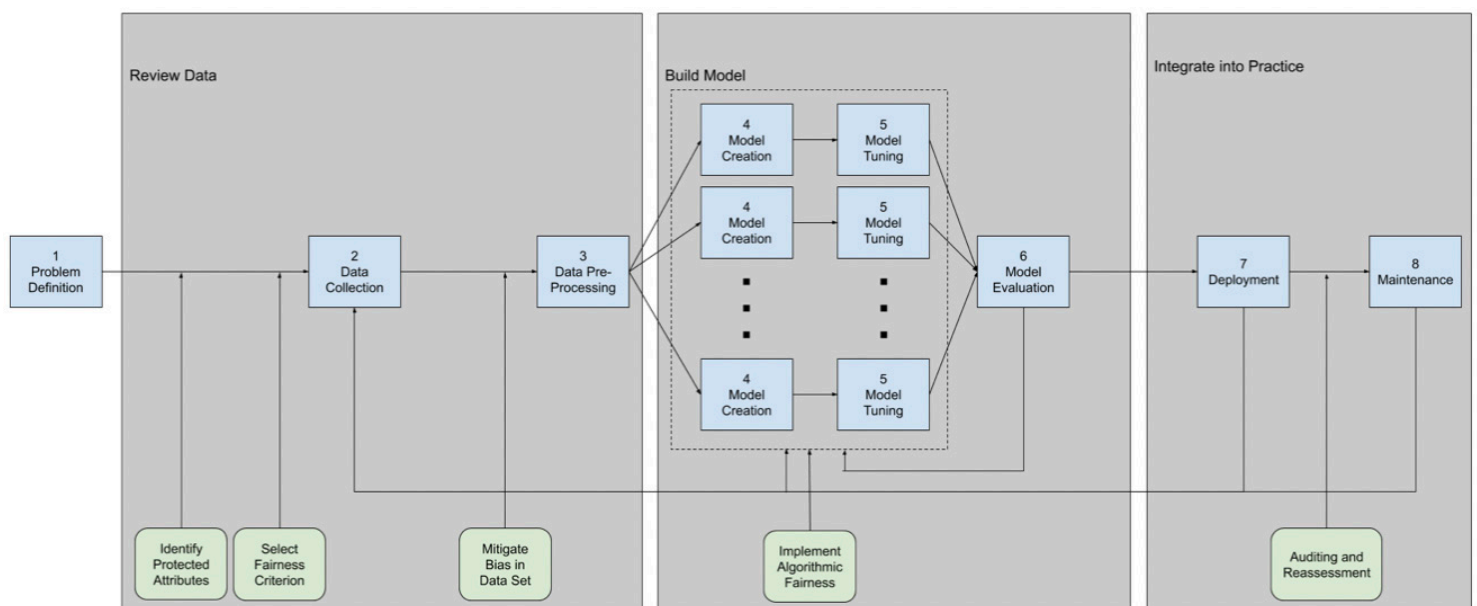 Review Data
Build Model
Integrate into Practice
1
Problem
Definition
2
Data
Collection
3
Data Pre-
Processing
4
Model
Creation
5
Model
Tuning
4
Model
Creation
5
Model
Tuning
4
Model
Creation
5
Model
Tuning
6
Model
Evaluation
7
Deployment
8
Maintenance
Identify
Protected
Attributes
Select
Fairness
Criterion
Mitigate
Bias in
Data Set
Implement
Algorithmic
Fairness
Auditing and
Reassessment